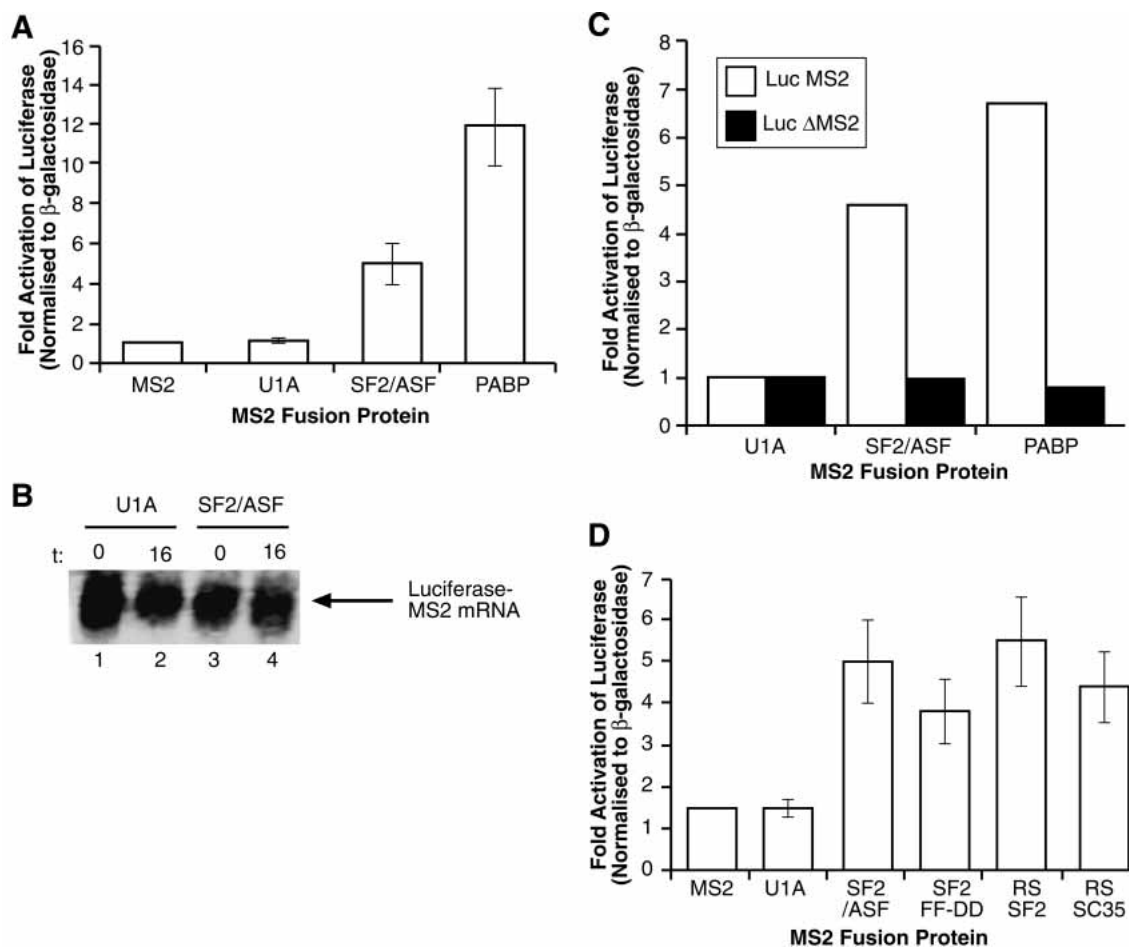 A
Fold Activation of Luciferase
(Normalised to β-galactosidase)
16
14
12
10
8
6
4
2
0
MS2 U1A SF2/ASF PABP
MS2 Fusion Protein
B
U1A SF2/ASF
t: 0 16 0 16
Luciferase-
MS2 mRNA
1 2 3 4
C
Fold Activation of Luciferase
(Normalised to β-galactosidase)
8
7
6
5
4
3
2
1
0
Luc MS2
Luc ΔMS2
U1A SF2/ASF PABP
MS2 Fusion Protein
D
Fold Activation of Luciferase
(Normalised to β-galactosidase)
7
6
5
4
3
2
1
0
MS2 U1A SF2 SF2 RS RS
/ASF FF-DD SF2 SC35
MS2 Fusion Protein